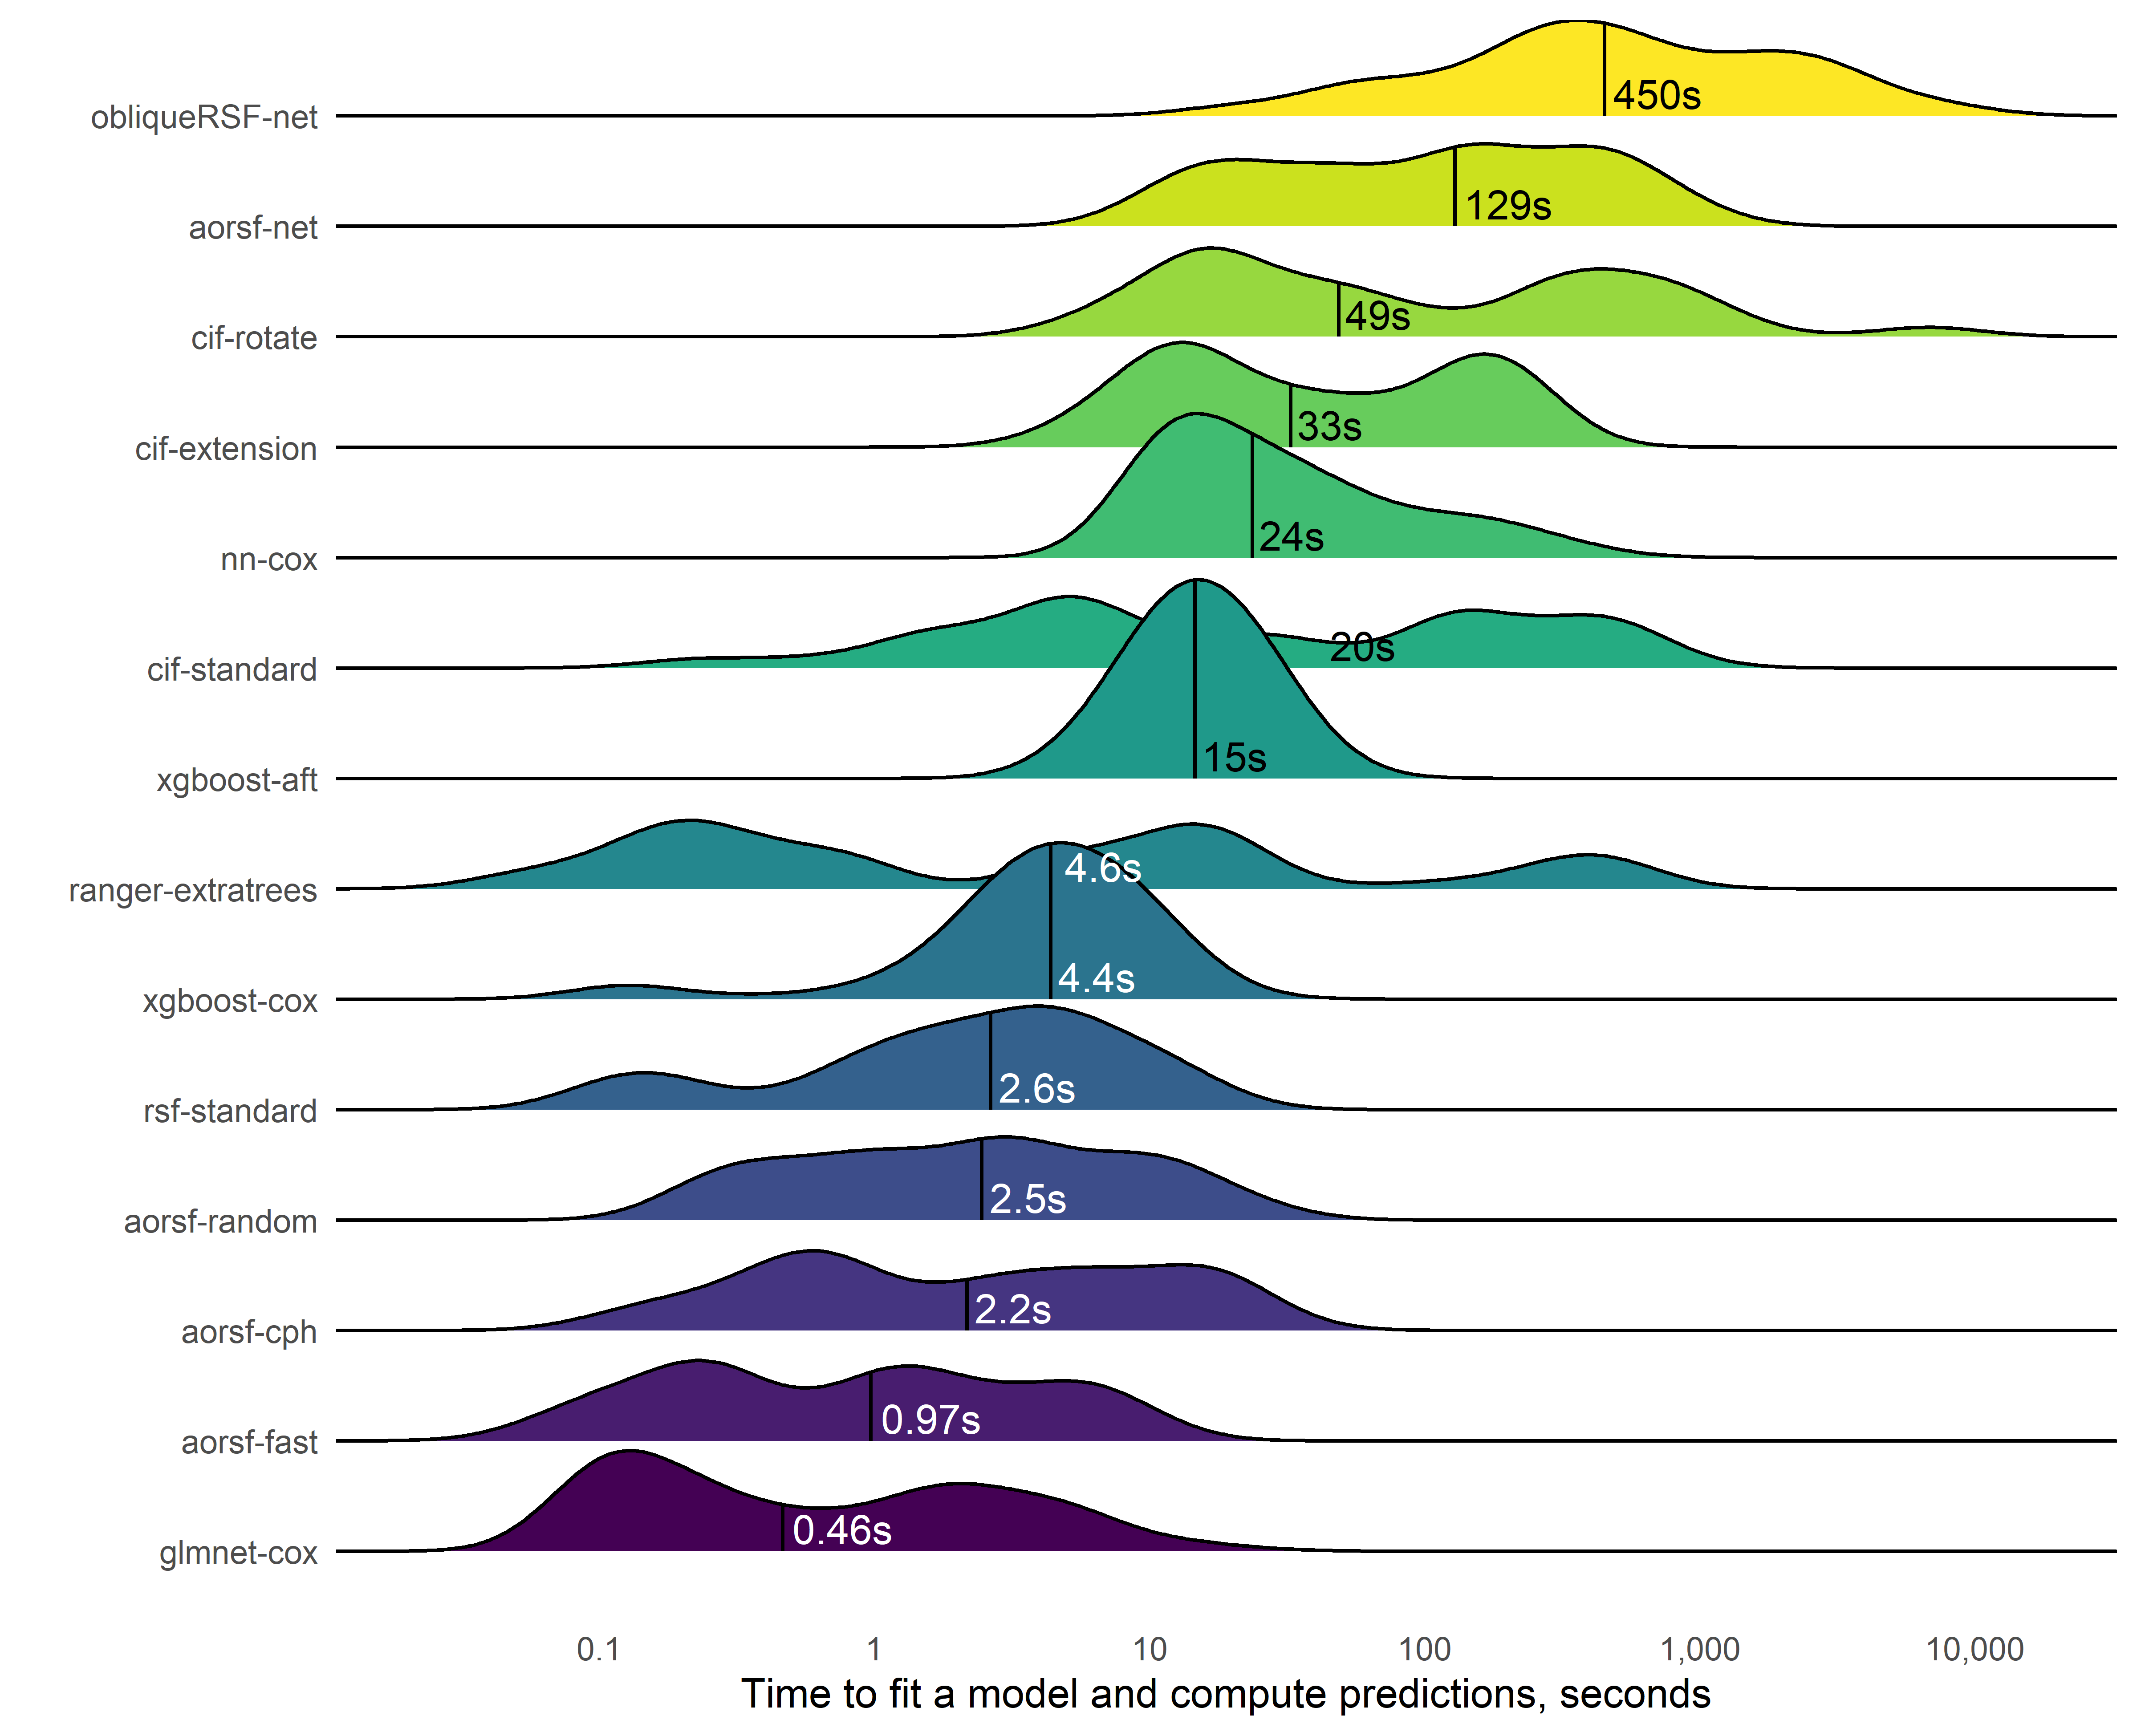 450s
obliqueRSF-net
129s
aorsf-net
49s
cif-rotate
33s
cif-extension
24s
nn-cox
20s
cif-standard
15s
xgboost-aft
4.6s
ranger-extratrees
4.4s
xgboost-cox
2.6s
rsf-standard
2.5s
aorsf-random
2.2s
aorsf-cph
0.97s
aorsf-fast
0.46s
glmnet-cox
0.1 1 10 100 1,000 10,000
Time to fit a model and compute predictions, seconds